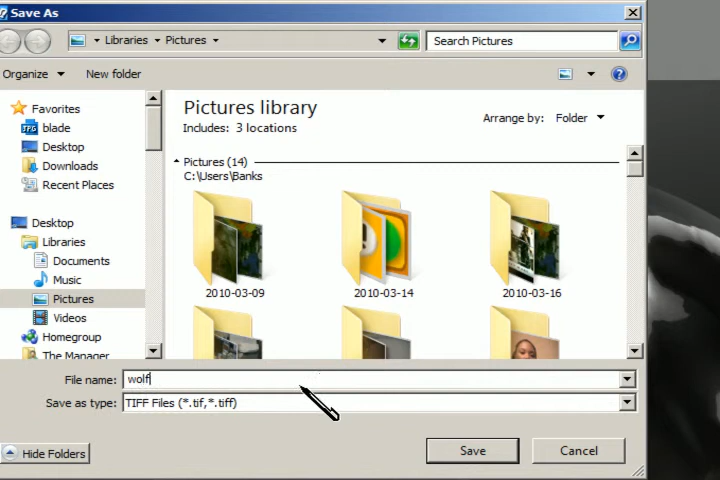 Save As
Libraries Pictures
Search Pictures
Organize New folder
Favorites
blade
Desktop
Downloads
Recent Places
Desktop
Libraries
Documents
Music
Pictures
Videos
Homegroup
The Manager
Pictures library
Includes: 3 locations
Arrange by: Folder
Pictures (14)
C:\Users\Banks
2010-03-09
2010-03-14
2010-03-16
File name: wolf
Save as type: TIFF Files (*.tif,*.tiff)
Hide Folders
Save
Cancel